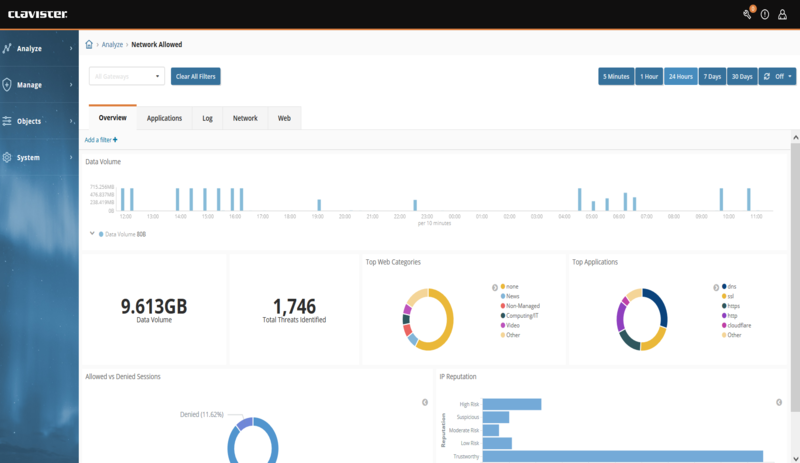 CLAVISTER
8
Analyze
Manage
Objects
System
Analyze
Network Allowed
All Gateways
Clear All Filters
5 Minutes
1 Hour
24 Hours
7 Days
30 Days
Off
Overview
Applications
Log
Network
Web
Add a filter +
Data Volume
476.837MB
238.419MB
12:00 13:00 14:00 15:00 16:00 17:00 18:00 19:00 20:00 21:00 22:00 23:00 00:00 01:00 02:00 03:00 04:00 05:00 06:00 07:00 08:00 09:00 10:00 11:00
per 10 minutes
Data Volume
9.613GB
Data Volume
1,746
Total Threats Identified
Top Web Categories
none
News
Non-Managed
Computing/IT
Video
Other
Top Applications
dns
ssl
https
http
cloudflare
Other
Allowed vs Denied Sessions
Denied (11.62%)
IP Reputation
Reputation
High Risk
Suspicious
Moderate Risk
Low Risk
Trustworthy